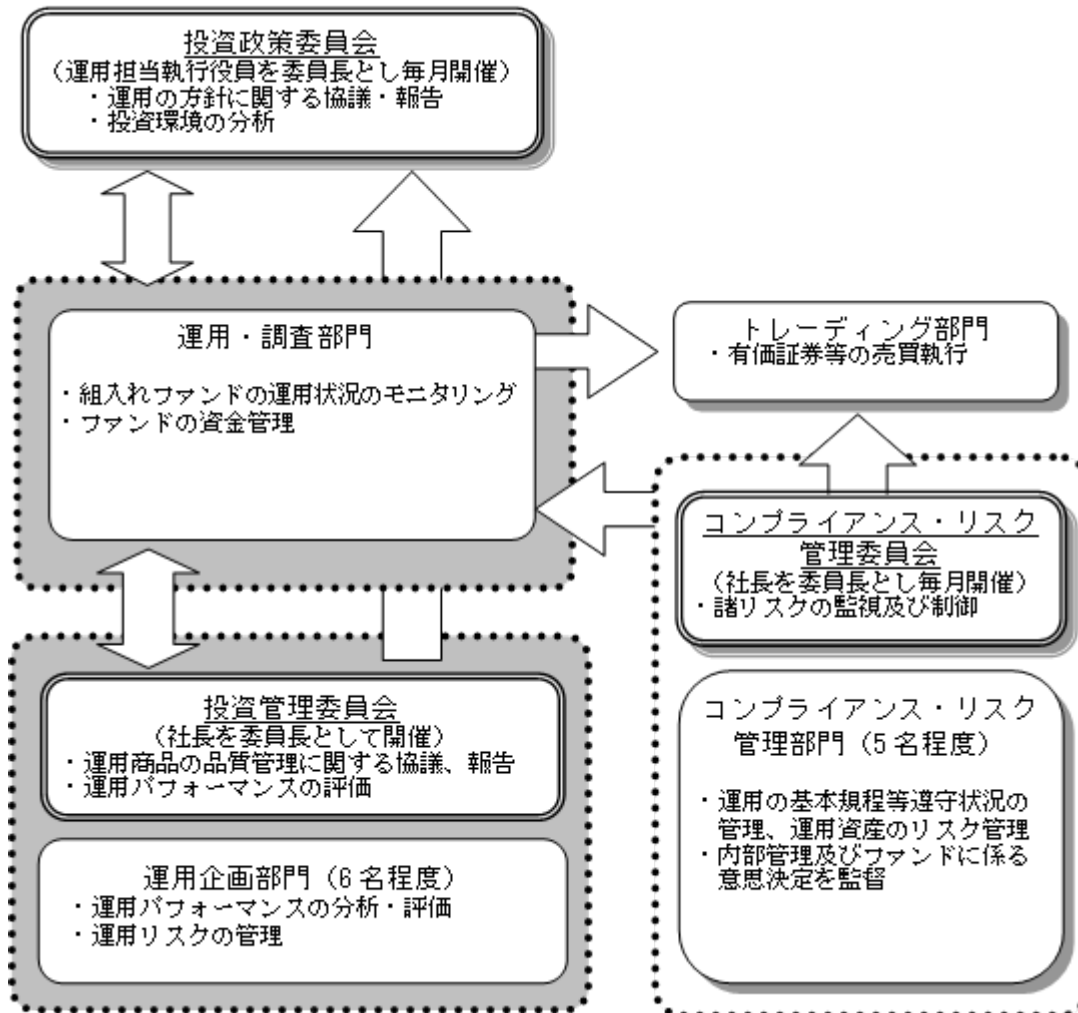 投資政策委員会
（運用担当執行役員を委員長とし毎月開催）
・運用の方針に関する協議・報告
・投資環境の分析
運用・調査部門
・組入れファンドの運用状況のモニタリング
・ファンドの資金管理
トレーディング部門
・有価証券等の売買執行
コンプライアンス・リスク
管理委員会
（社長を委員長とし毎月開催）
・諸リスクの監視及び制御
投資管理委員会
（社長を委員長として開催）
・運用商品の品質管理に関する協議、報告
・運用パフォーマンスの評価
運用企画部門（6名程度）
・運用パフォーマンスの分析・評価
・運用リスクの管理
コンプライアンス・リスク
管理部門（5名程度）
・運用の基本規程等遵守状況の
管理、運用資産のリスク管理
・内部管理及びファンドに係る
意思決定を監督